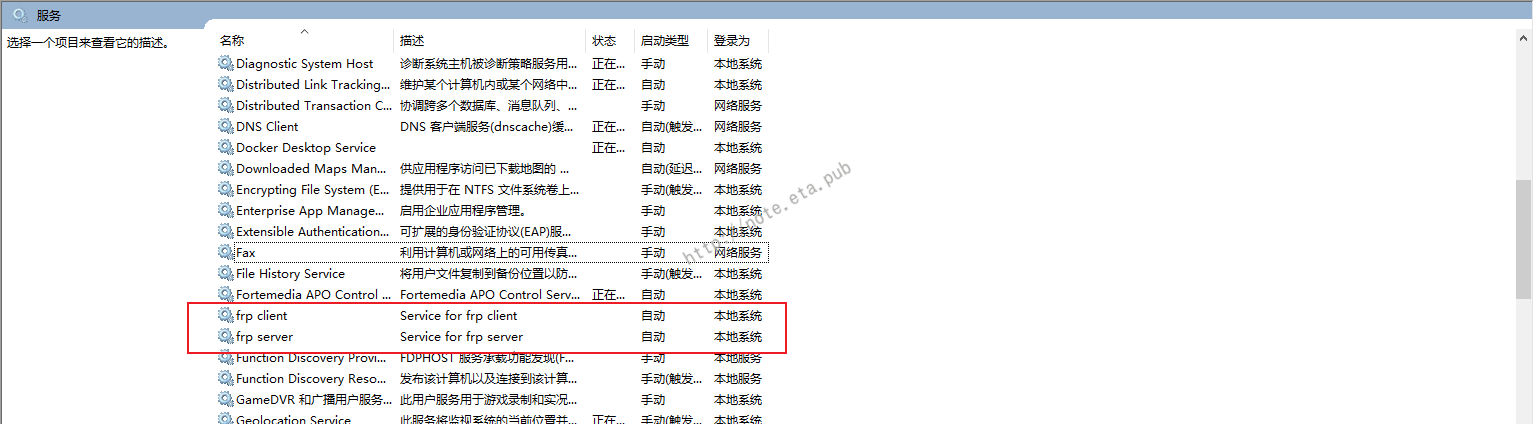 服务
选择一个项目来查看它的描述。
名称 描述 状态 启动类型 登录为
Diagnostic System Host 诊断系统主机被诊断策略服务用... 正在... 手动 本地系统
Distributed Link Tracking... 维护某个计算机内或某个网络中... 正在... 自动 本地系统
Distributed Transaction C... 协调跨多个数据库、消息队列、... 手动 网络服务
DNS Client DNS 客户端服务(dnscache)缓... 正在... 自动(触发... 网络服务
Docker Desktop Service 正在... 自动 本地系统
Downloaded Maps Man... 供应用程序访问已下载地图的 ... 自动(延迟... 网络服务
Encrypting File System (E... 提供用于在 NTFS 文件系统卷上... 手动(触发... 本地系统
Enterprise App Manage... 启用企业应用程序管理。 手动 本地系统
Extensible Authentication... 可扩展的身份验证协议(EAP)服... 手动 本地系统
Fax 利用计算机或网络上的可用传真... 手动 网络服务
File History Service 将用户文件复制到备份位置以防... 手动(触发... 本地系统
Fortemedia APO Control ... Fortemedia APO Control Serv... 正在... 自动 本地系统
frp client Service for frp client 自动 本地系统
frp server Service for frp server 自动 本地系统
Function Discovery Provi... FDPHOST 服务承载功能发现(F... 手动 本地服务
Function Discovery Reso... 发布该计算机以及连接到该计算... 手动(触发... 本地服务
GameDVR 和广播用户服务... 此用户服务用于游戏录制和实况... 手动 本地系统
Geolocation Service 此服务将监视系统的当前位置并... 正在... 手动(触发... 本地系统
http://note.eta.pub